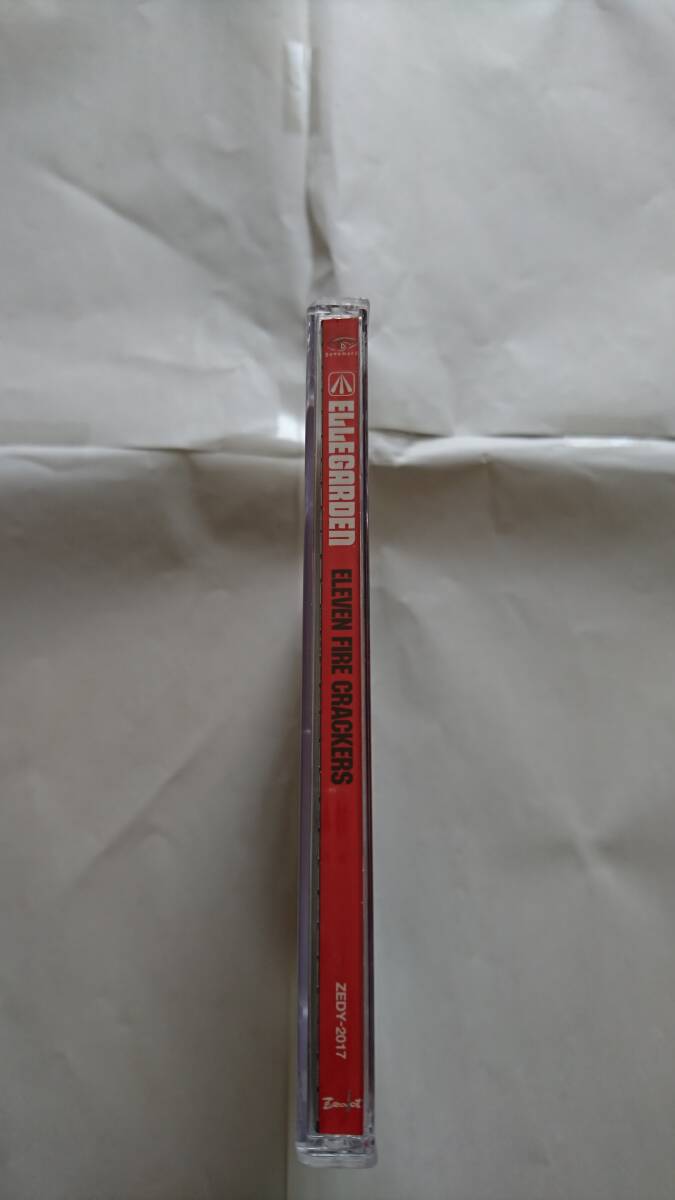 ELLEGARDEN
ELEVEN FIRE CRACKERS
ZEDY-2017